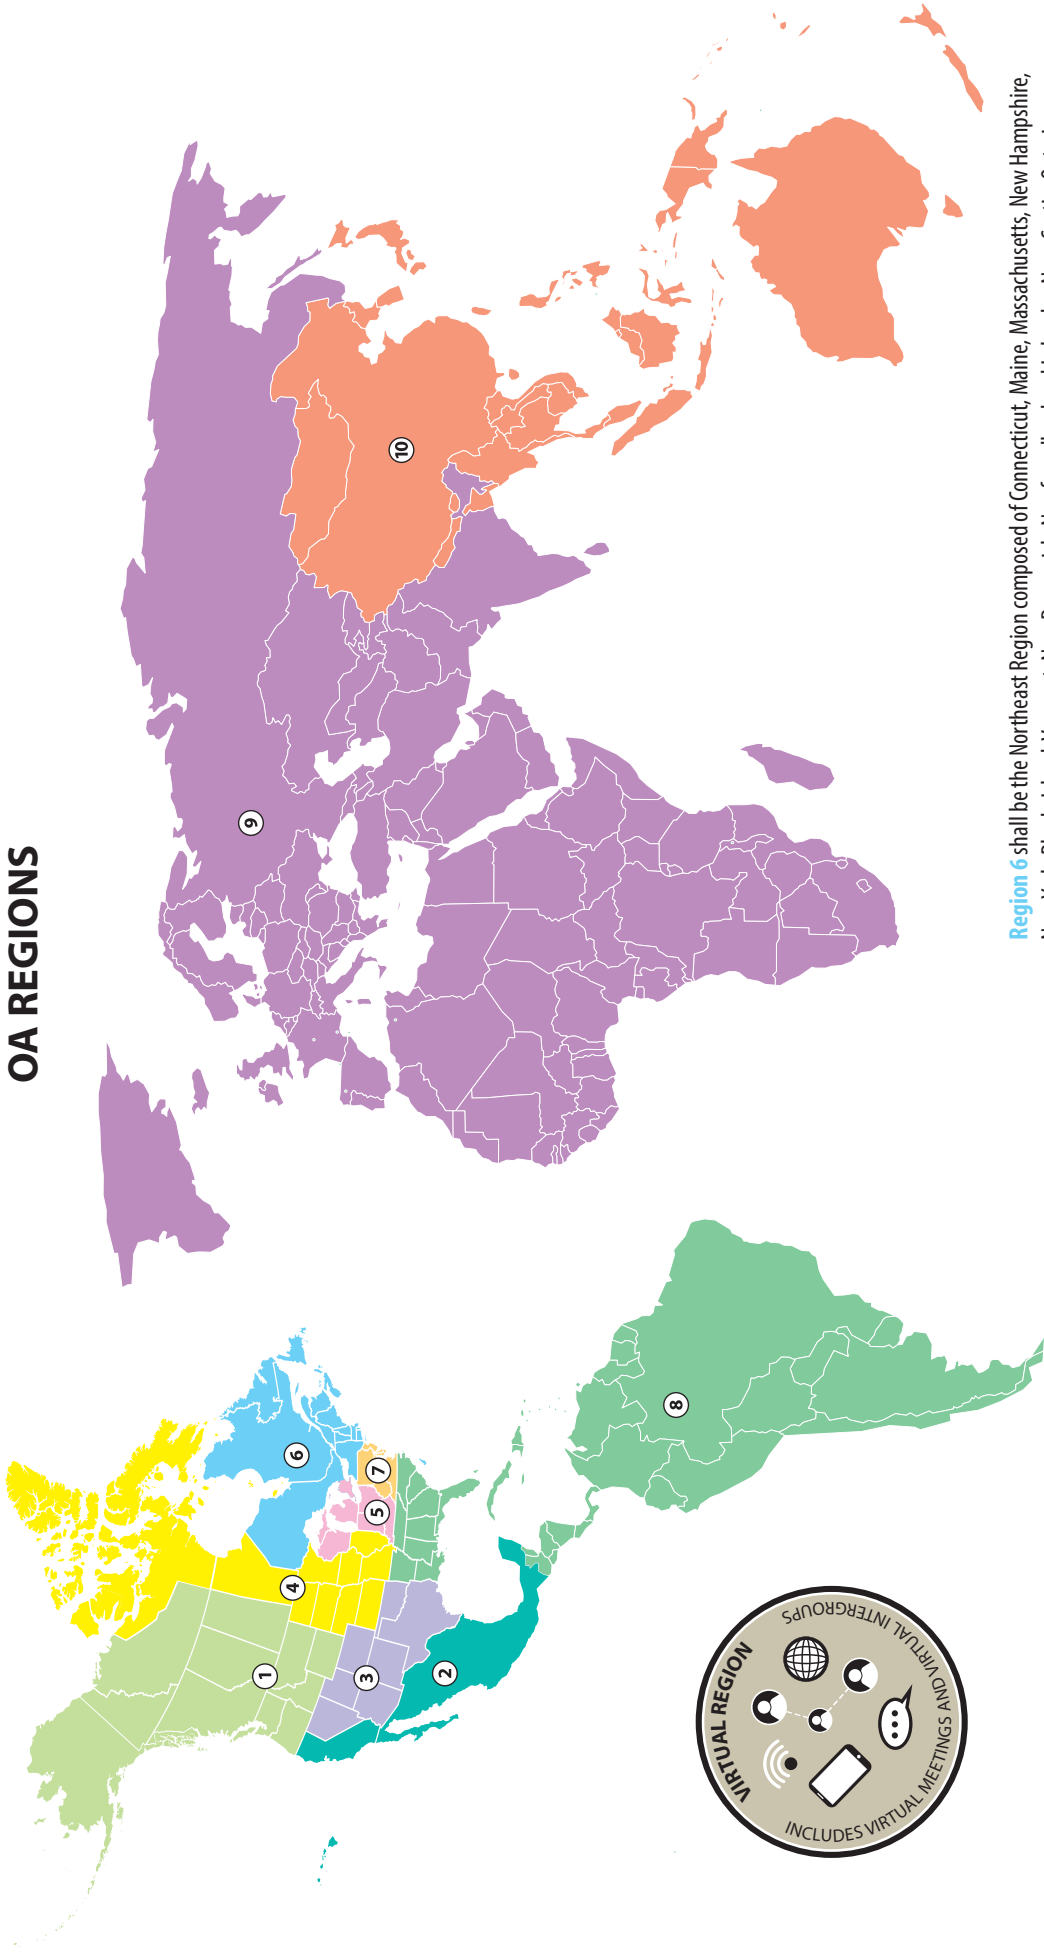 OA REGIONS
9
10
6
4
1
7
5
3
2
8
VIRTUAL REGION
INCLUDES VIRTUAL MEETINGS AND VIRTUAL INTERGROUPS
Region 6 shall be the Northeast Region composed of Connecticut, Maine, Massachusetts, New Hampshire,